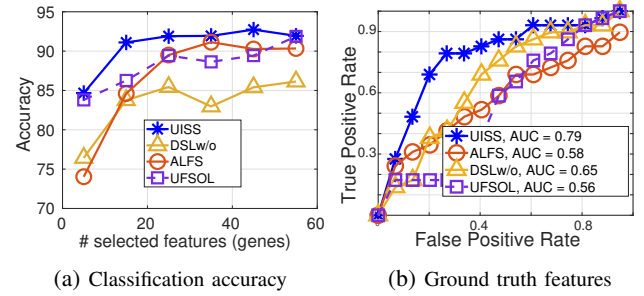 95
90
85
80
75
70
0
20
40
60
Accuracy
# selected features (genes)
UISS
DSLw/o
ALFS
UFSOL
(a) Classification accuracy
0.9
0.6
0.3
0.4
0.8
True Positive Rate
False Positive Rate
UISS, AUC = 0.79
ALFS, AUC = 0.58
DSLw/o, AUC = 0.65
UFSOL, AUC = 0.56
(b) Ground truth features